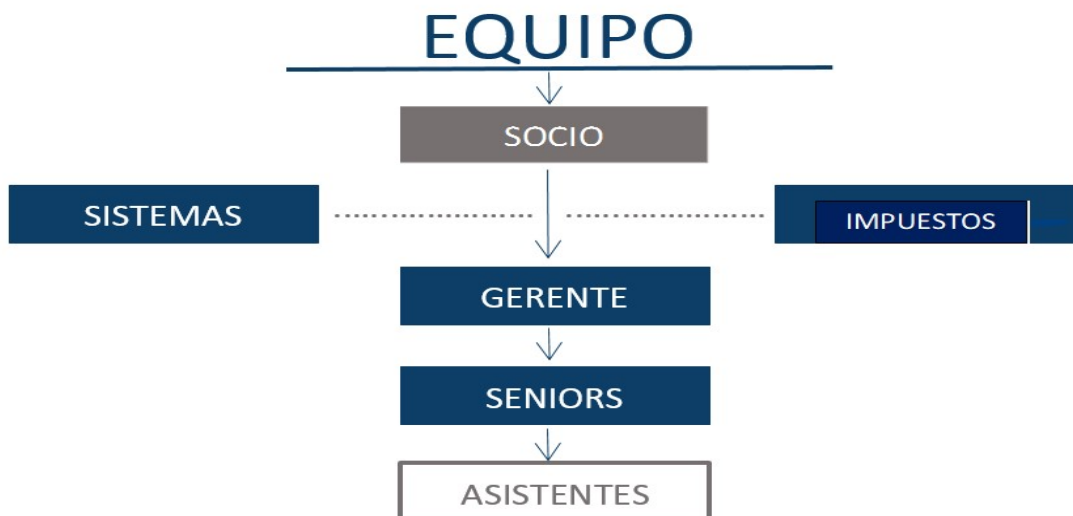 EQUIPO
SOCIO
SISTEMAS
IMPUESTOS
GERENTE
SENIORS
ASISTENTES